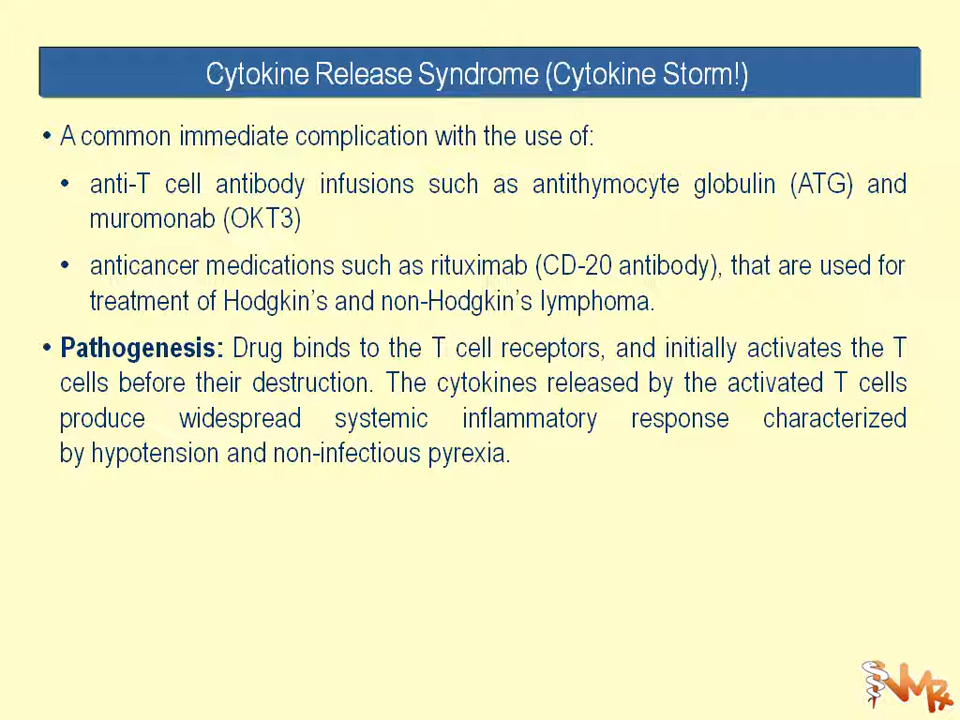 Cytokine Release Syndrome (Cytokine Storm!)
• A common immediate complication with the use of:
• anti-T cell antibody infusions such as antithymocyte globulin (ATG) and
muromonab (OKT3)
• anticancer medications such as rituximab (CD-20 antibody), that are used for
treatment of Hodgkin's and non-Hodgkin's lymphoma.
• Pathogenesis: Drug binds to the T cell receptors, and initially activates the T
cells before their destruction. The cytokines released by the activated T cells
produce widespread systemic inflammatory response characterized
by hypotension and non-infectious pyrexia.